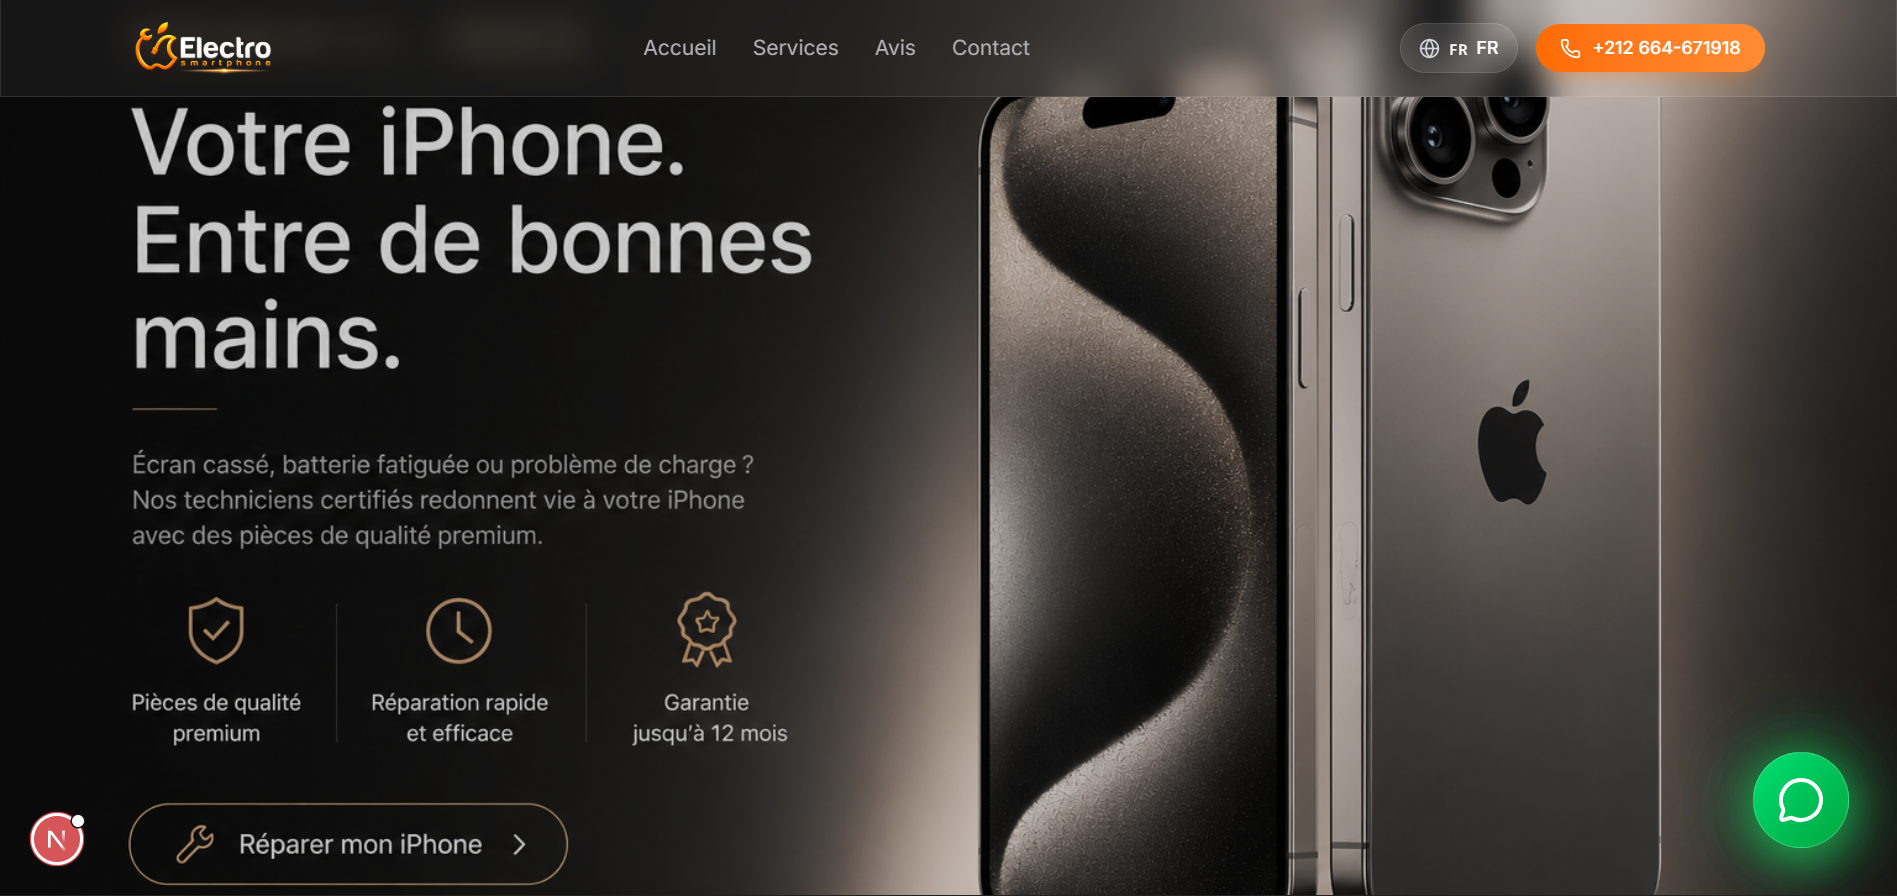 Electro
smartphone
Accueil
Services
Avis
Contact
FR FR
+212 664-671918
Votre iPhone.
Entre de bonnes
mains.
Écran cassé, batterie fatiguée ou problème de charge ?
Nos techniciens certifiés redonnent vie à votre iPhone
avec des pièces de qualité premium.
Pièces de qualité
premium
Réparation rapide
et efficace
Garantie
jusqu'à 12 mois
Réparer mon iPhone
N